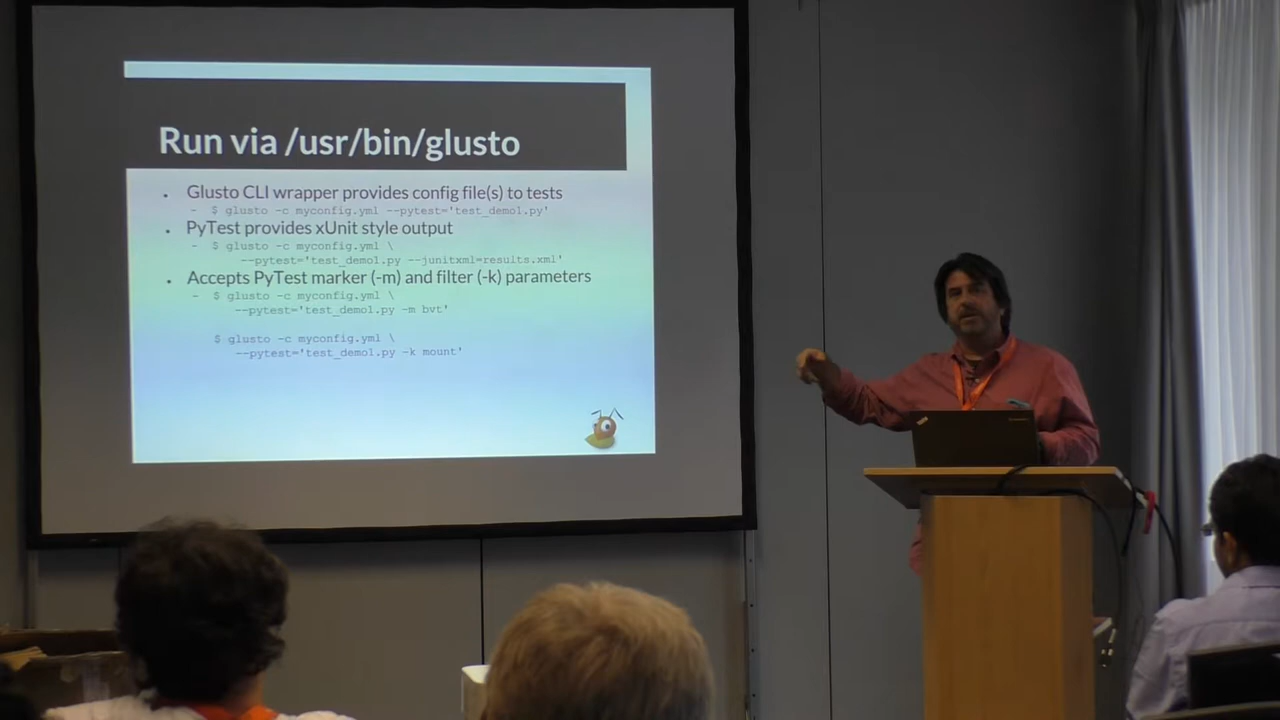 Run via /usr/bin/glusto
• Glusto CLI wrapper provides config file(s) to tests
– $ glusto -c myconfig.yml --pytest='test_demo1.py'
• PyTest provides xUnit style output
– $ glusto -c myconfig.yml \
--pytest='test_demo1.py --junitxml=results.xml'
• Accepts PyTest marker (-m) and filter (-k) parameters
– $ glusto -c myconfig.yml \
--pytest='test_demo1.py -m bvt'
$ glusto -c myconfig.yml \
--pytest='test_demo1.py -k mount'